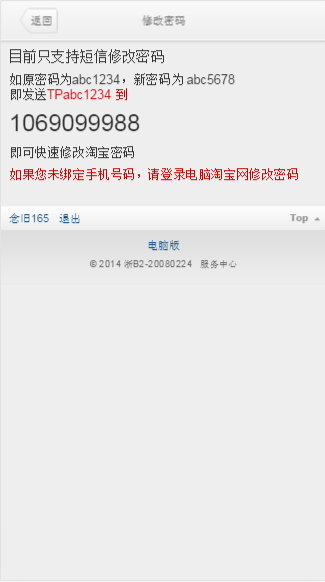 返回
修改密码
目前只支持短信修改密码
如原密码为abc1234，新密码为 abc5678
即发送TPabc1234 到
1069099988
即可快速修改淘宝密码
如果您未绑定手机号码，请登录电脑淘宝网修改密码
念旧165 退出 Top
电脑版
© 2014 浙B2-20080224 服务中心